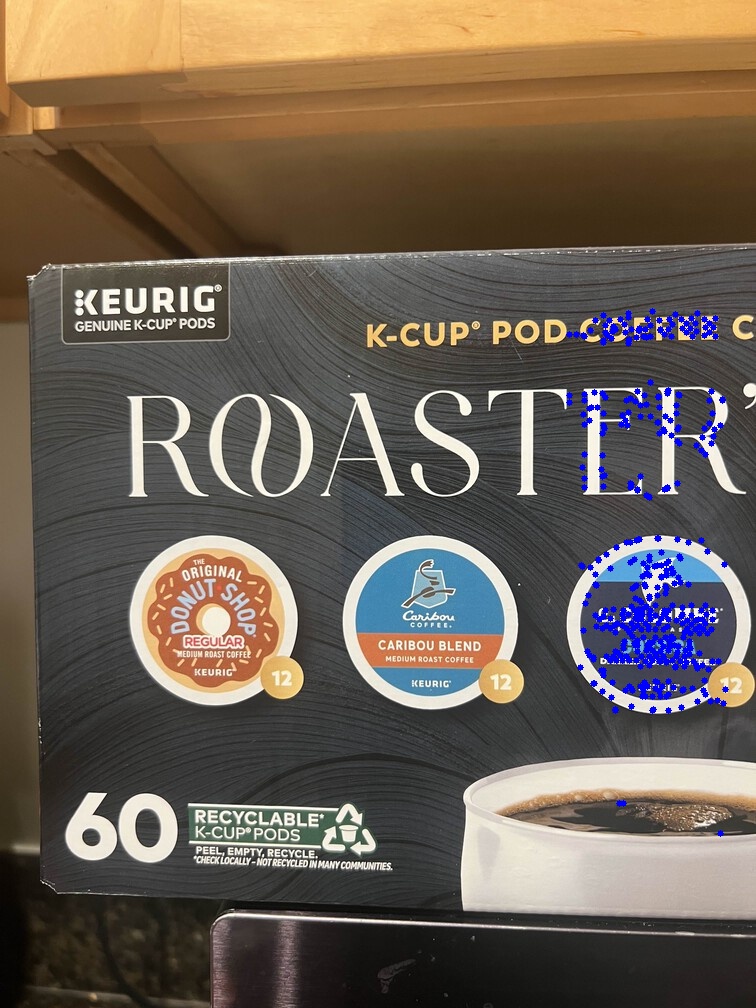 KEURIG®
GENUINE K-CUP® PODS
K-CUP® POD COFFEE C
ROASTER'
THE
ORIGINAL
DONUT SHOP®
REGULAR
MEDIUM ROAST COFFEE
KEURIG®
12
Caribou
COFFEE®
CARIBOU BLEND
MEDIUM ROAST COFFEE
KEURIG®
12
12
60
RECYCLABLE*
K-CUP® PODS
PEEL, EMPTY, RECYCLE.
*CHECK LOCALLY - NOT RECYCLED IN MANY COMMUNITIES.